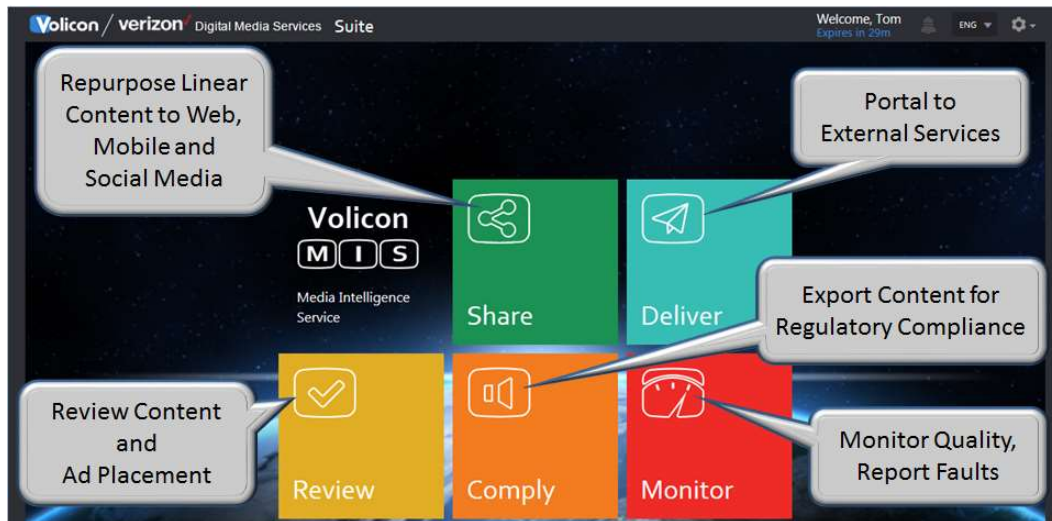 Volicon / verizon Digital Media Services Suite
Welcome, Tom
Expires in 29m
ENG
Repurpose Linear
Content to Web,
Mobile and
Social Media
Portal to
External Services
Volicon
M I S
Media Intelligence
Service
Share
Deliver
Export Content for
Regulatory Compliance
Review Content
and
Ad Placement
Monitor Quality,
Report Faults
Review
Comply
Monitor